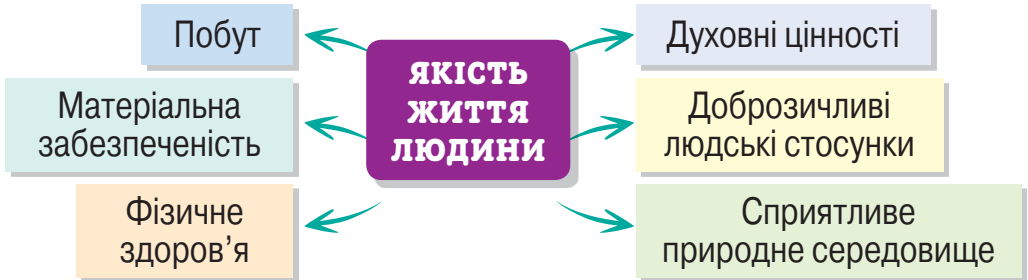 Побут
Матеріальна
забезпеченість
Фізичне
здоров’я
ЯКІСТЬ
ЖИТТЯ
ЛЮДИНИ
Духовні цінності
Доброзичливі
людські стосунки
Сприятливе
природне середовище